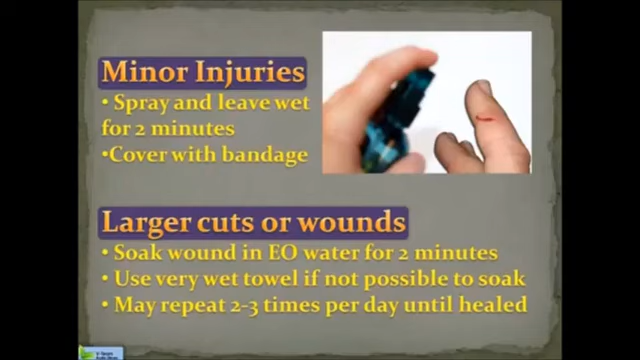 Minor Injuries
• Spray and leave wet
for 2 minutes
•Cover with bandage
Larger cuts or wounds
• Soak wound in EO water for 2 minutes
• Use very wet towel if not possible to soak
• May repeat 2-3 times per day until healed